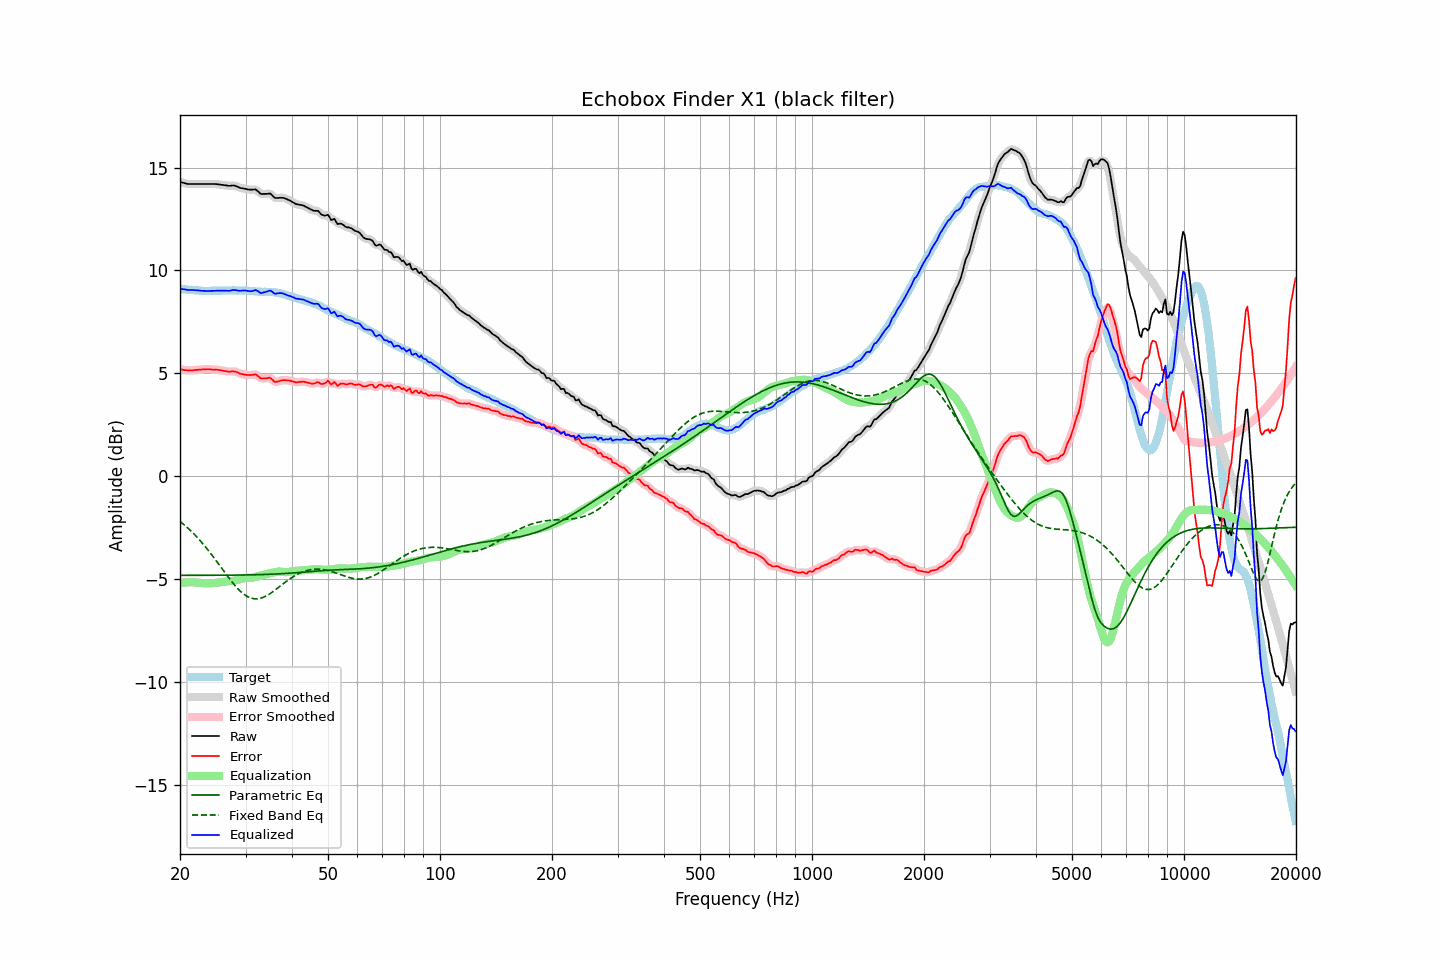 Echobox Finder X1 (black filter)
Amplitude (dBr)
15
10
5
0
−5
−10
−15
Target
Raw Smoothed
Error Smoothed
Raw
Error
Equalization
Parametric Eq
Fixed Band Eq
Equalized
20 50 100 200 500 1000 2000 5000 10000 20000
Frequency (Hz)